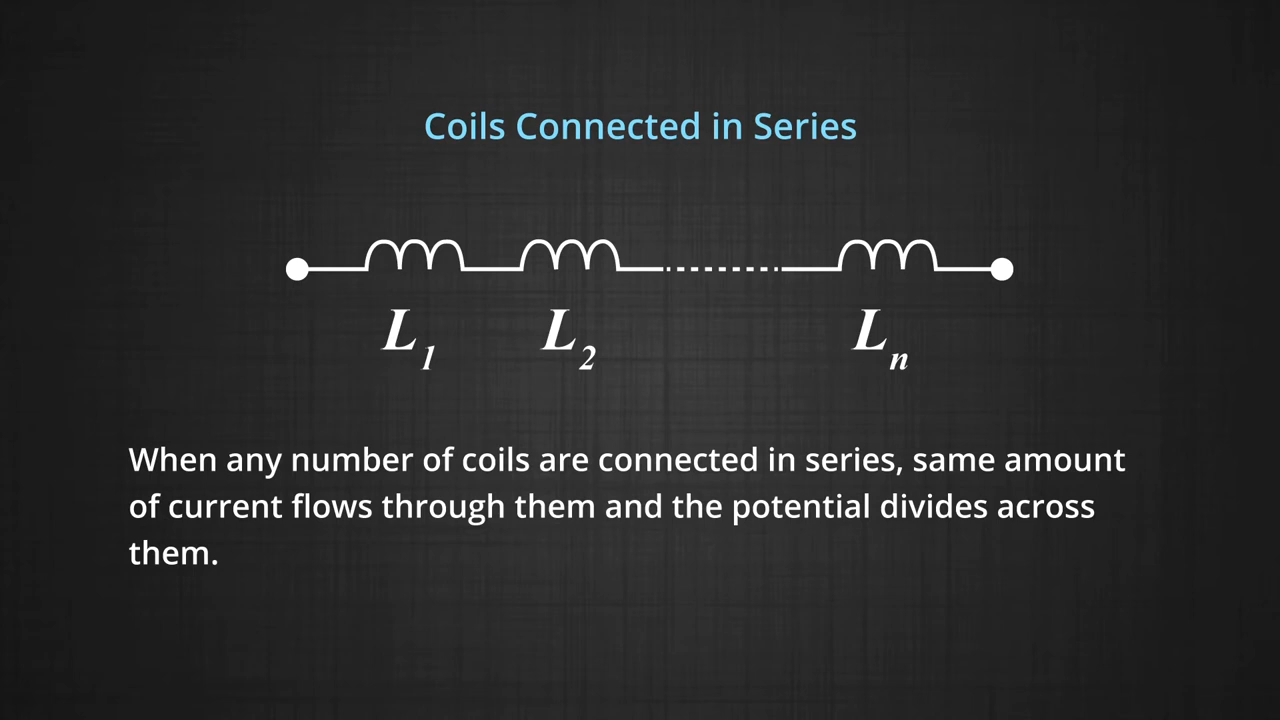 Coils Connected in Series
L1 L2 Ln
When any number of coils are connected in series, same amount
of current flows through them and the potential divides across
them.